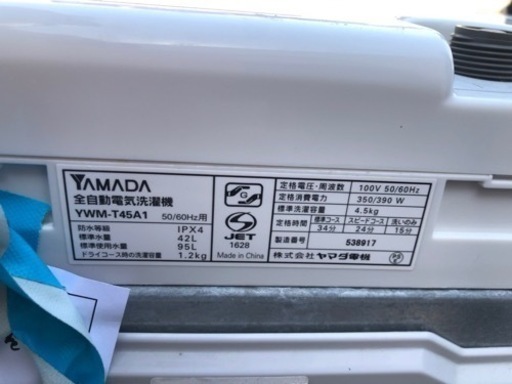 YAMADA
全自動電気洗濯機
YWM-T45A1 50/60Hz用
防水等級 IPX4
標準水量 42L
標準使用水量 95L
ドライコース時の洗濯容量 1.2kg
G
S
JET
1628
Made in China
定格電圧・周波数 100V 50/60Hz
定格消費電力 350/390 W
定格洗濯容量 4.5kg
定格時間 標準コース スピードコース 洗いのみ
34分 24分 15分
製造番号 538917
株式会社 ヤマダ電機